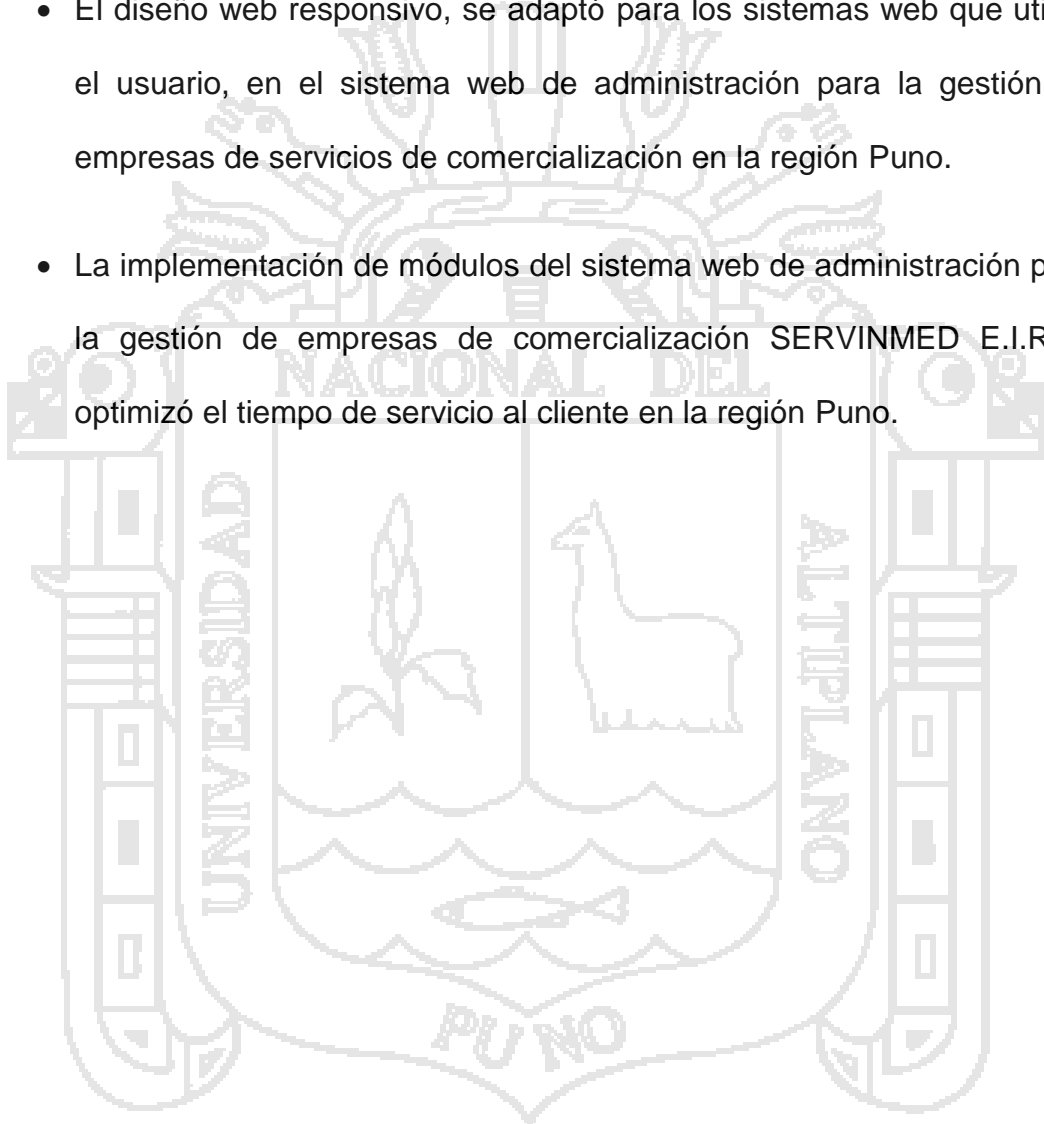 • El diseño web responsivo, se adaptó para los sistemas web que uti
el usuario, en el sistema web de administración para la gestión
empresas de servicios de comercialización en la región Puno.
• La implementación de módulos del sistema web de administración p
la gestión de empresas de comercialización SERVINMED E.I.R
optimizó el tiempo de servicio al cliente en la región Puno.
NACIONAL DEL
UNIVERSIDAD
ALTIPLANO
PUNO